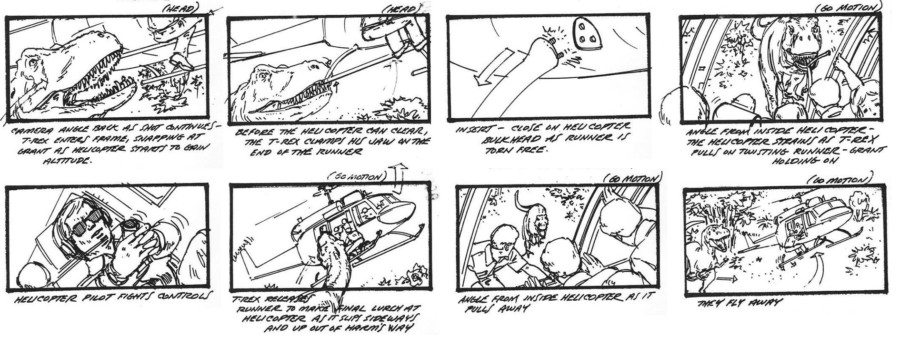 (HEAD)
CAMERA ANGLE BACK AS SHOT CONTINUES-
T-REX ENTERS FRAME, SNAPPING AT
GRANT AS HELICOPTER STARTS TO GAIN
ALTITUDE.
(HEAD)
BEFORE THE HELICOPTER CAN CLEAR,
THE T-REX CLAMPS HIS JAW ON THE
END OF THE RUNNER
INSERT - CLOSE ON HELICOPTER
BULKHEAD AS RUNNER IS
TORN FREE.
(GO MOTION)
ANGLE FROM INSIDE HELICOPTER -
THE HELICOPTER STRAINS AS T-REX
PULLS ON TWISTING RUNNER - GRANT
HOLDING ON
HELICOPTER PILOT FIGHTS CONTROLS
(GO MOTION)
T-REX RELEASES
RUNNER TO MAKE FINAL LURCH AT
HELICOPTER AS IT SLIPS SIDEWAYS
AND UP OUT OF HARM'S WAY
(GO MOTION)
ANGLE FROM INSIDE HELICOPTER AS IT
PULLS AWAY
(GO MOTION)
THEY FLY AWAY